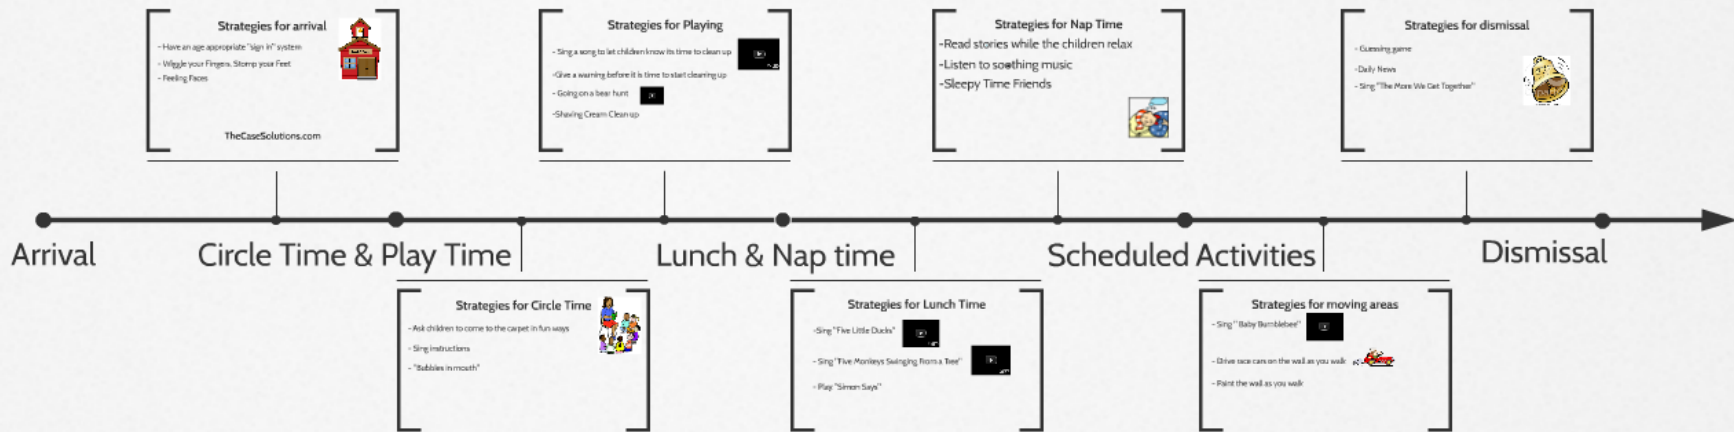 Strategies for arrival
- Have an age appropriate "sign in" system
- Wiggle your Fingers, Stomp your Feet
- Feeling Faces
TheCaseSolutions.com
Strategies for Playing
- Sing a song to let children know its time to clean up
-Give a warning before it is time to start cleaning up
- Going on a bear hunt
-Shaving Cream Clean up
Strategies for Nap Time
-Read stories while the children relax
-Listen to soothing music
-Sleepy Time Friends
Strategies for dismissal
- Guessing game
-Daily News
- Sing "The More We Get Together"
Arrival
Circle Time & Play Time
Lunch & Nap time
Scheduled Activities
Dismissal
Strategies for Circle Time
- Ask children to come to the carpet in fun ways
- Sing instructions
- "Bubbles in mouth"
Strategies for Lunch Time
-Sing "Five Little Ducks"
- Sing "Five Monkeys Swinging From a Tree"
- Play "Simon Says"
Strategies for moving areas
- Sing "Baby Bumblebee"
- Drive race cars on the wall as you walk
- Paint the wall as you walk